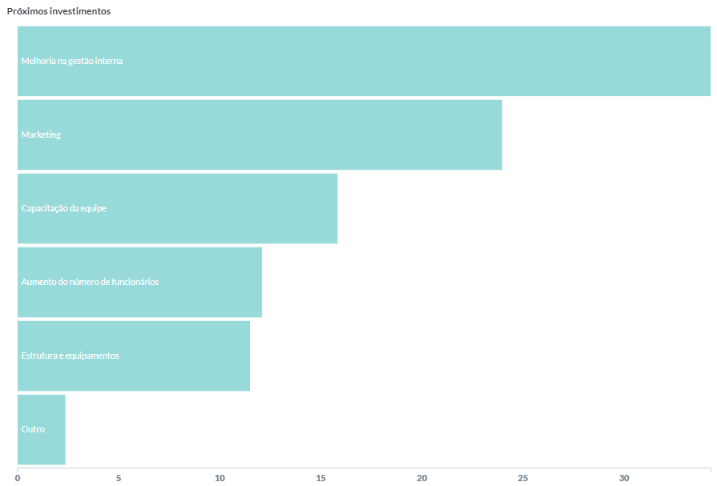 Próximos investimentos
Melhoria na gestão interna
Marketing
Capacitação da equipe
Aumento do número de funcionários
Estrutura e equipamentos
Outro
0 5 10 15 20 25 30